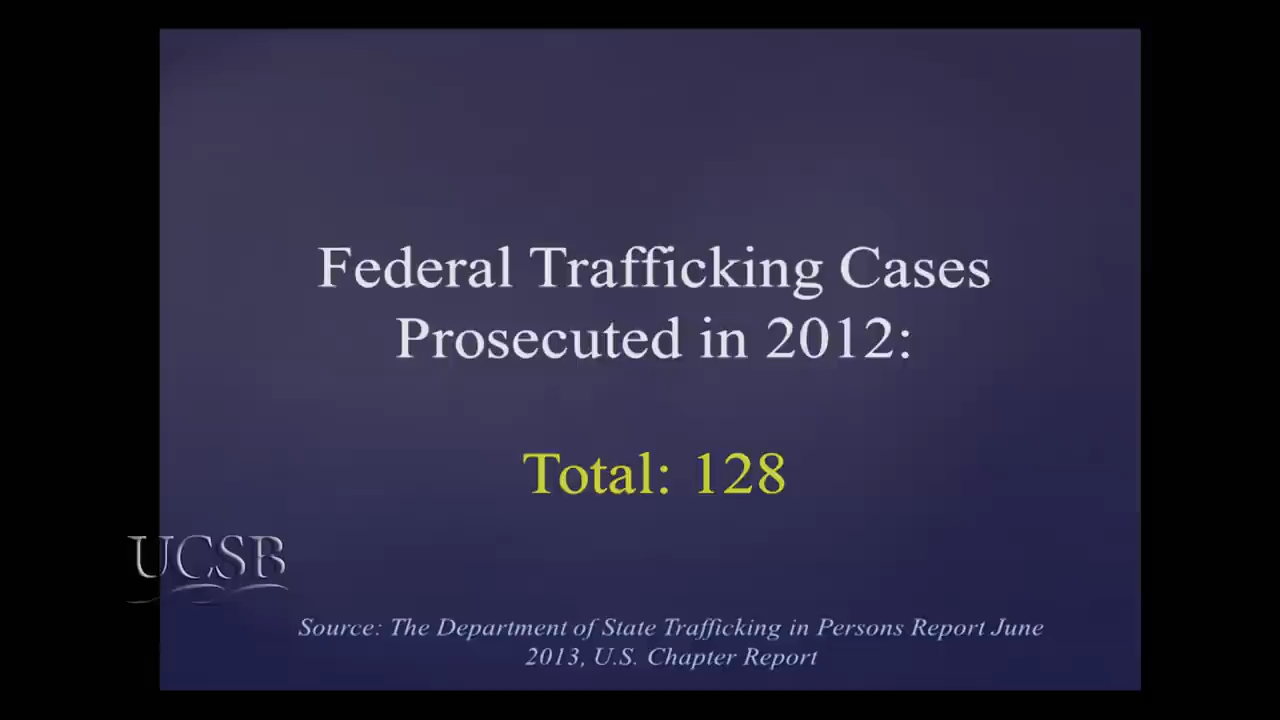 Federal Trafficking Cases
Prosecuted in 2012:
Total: 128
UCSB
Source: The Department of State Trafficking in Persons Report June
2013, U.S. Chapter Report